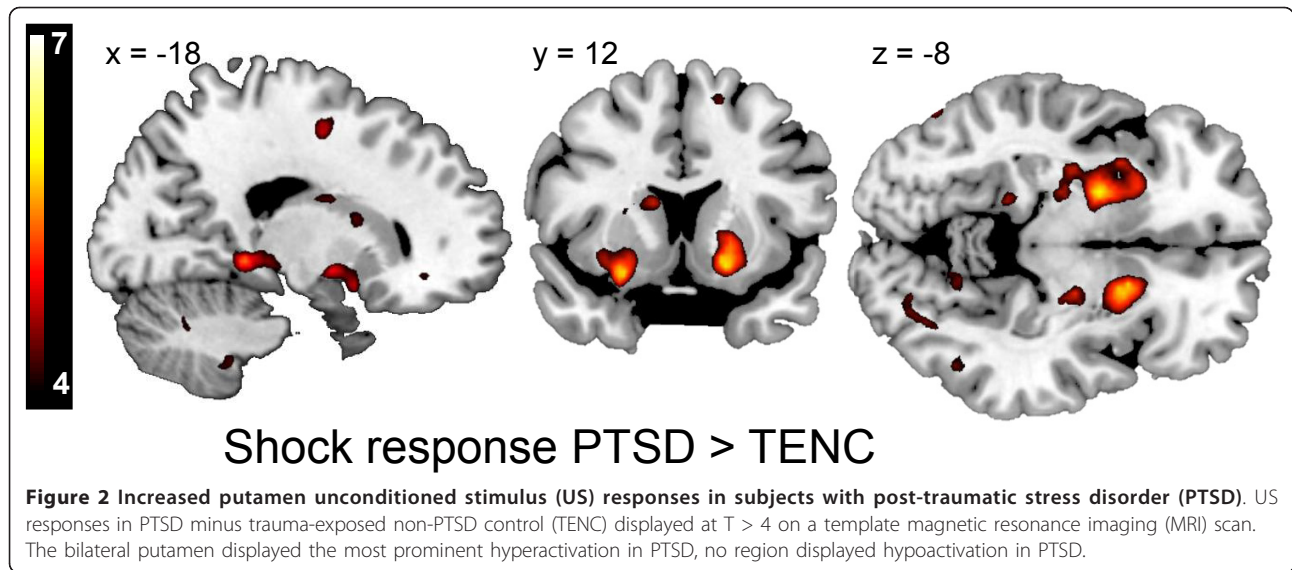 7
4
x = -18
y = 12
z = -8
Shock response PTSD > TENC
Figure 2 Increased putamen unconditioned stimulus (US) responses in subjects with post-traumatic stress disorder (PTSD). US
responses in PTSD minus trauma-exposed non-PTSD control (TENC) displayed at T > 4 on a template magnetic resonance imaging (MRI) scan.
The bilateral putamen displayed the most prominent hyperactivation in PTSD, no region displayed hypoactivation in PTSD.